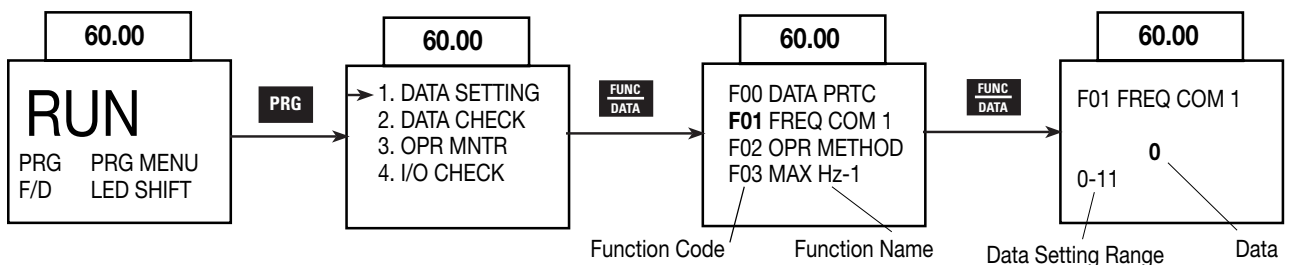 60.00
RUN
PRG PRG MENU
F/D LED SHIFT
PRG
60.00
1. DATA SETTING
2. DATA CHECK
3. OPR MNTR
4. I/O CHECK
FUNC
DATA
60.00
F00 DATA PRTC
F01 FREQ COM 1
F02 OPR METHOD
F03 MAX Hz-1
Function Code
Function Name
FUNC
DATA
60.00
F01 FREQ COM 1
0
0-11
Data Setting Range
Data